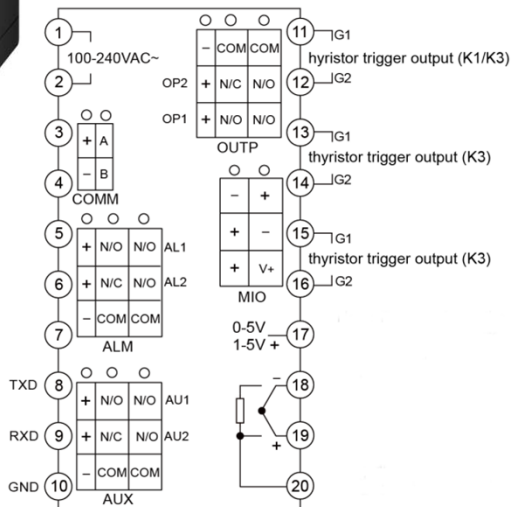 1
100-240VAC~
2
3
+ A
4
- B
COMM
5
+ N/O N/O AL1
6
+ N/C N/O AL2
- COM COM
7
ALM
TXD 8
+ N/O N/O AU1
RXD 9
+ N/C N/O AU2
- COM COM
GND 10
AUX
- COM COM
OP2 + N/C N/O
OP1 + N/O N/O
OUTP
- +
+ -
+ V+
MIO
11 G1
hyristor trigger output (K1/K3)
12 G2
13 G1
thyristor trigger output (K3)
14 G2
15 G1
thyristor trigger output (K3)
16 G2
0-5V
1-5V + 17
- 18
+ 19
20